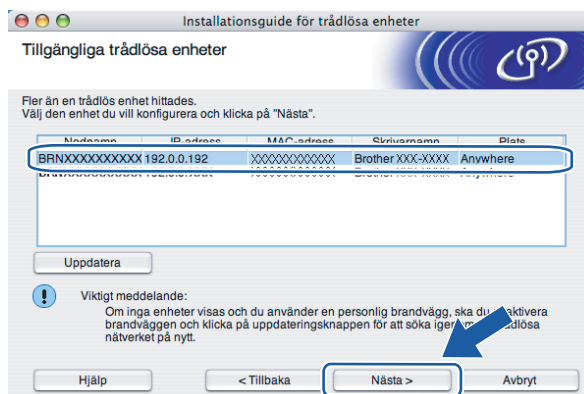 Installationsguide för trådlösa enheter
Tillgängliga trådlösa enheter
Fler än en trådlös enhet hittades.
Välj den enhet du vill konfigurera och klicka på "Nästa".
Nodnamn IP-adress MAC-adress Skrivarnamn Plats
BRNXXXXXXXXXX 192.0.0.192 XXXXXXXXXXXX Brother XXX-XXXX Anywhere
Uppdatera
Viktigt meddelande:
Om inga enheter visas och du använder en personlig brandvägg, ska du
brandväggen och klicka på uppdateringsknappen för att söka
nätverket på nytt.
Hjälp < Tillbaka Nästa > Avbryt